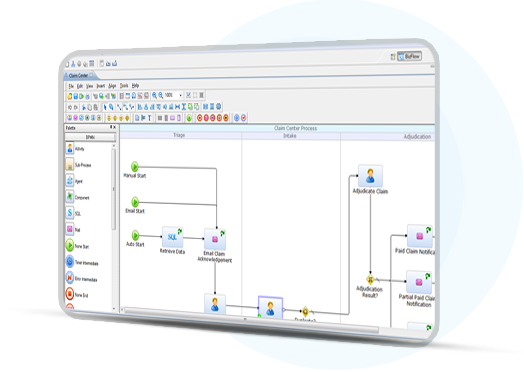 BizFlow
Claim Center
File Edit View Insert Align Tools Help
100%
Palette
BPMN
Activity
Sub Process
Agent
Component
SQL
Mail
None Start
Timer Intermediate
Error Intermediate
None End
Claim Center Process
Triage
Intake
Adjudication
Manual Start
Email Start
Auto Start
SQL
Retrieve Data
Email Claim
Acknowledgement
Adjudicate Claim
Adjudication
Result?
Paid Claim Notifica
Partial Paid Claim
Notification